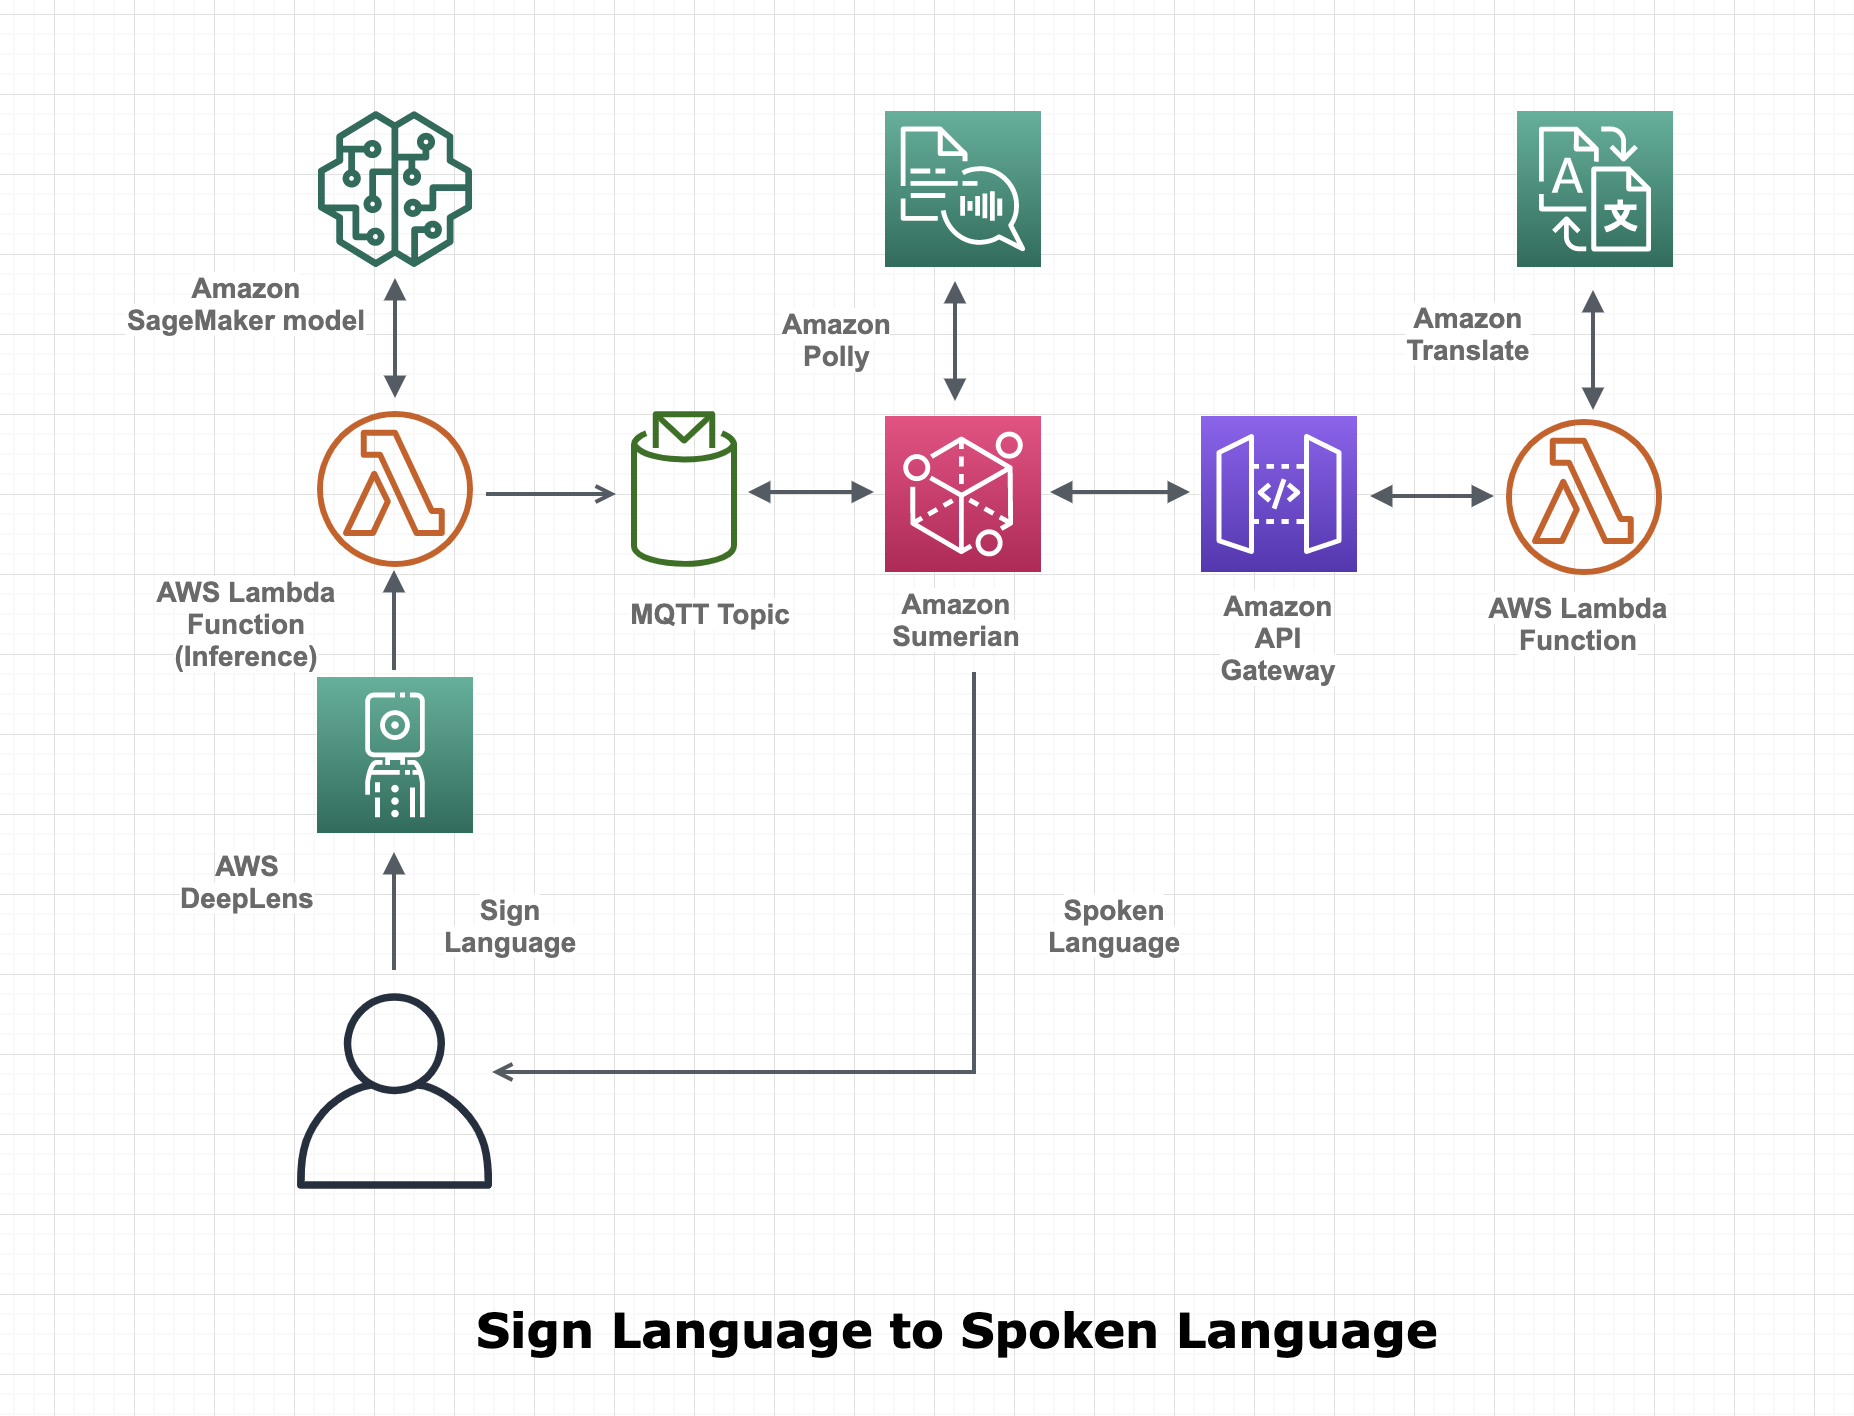 Amazon
SageMaker model
Amazon
Polly
Amazon
Translate
A
文
</>
AWS Lambda
Function
(Inference)
MQTT Topic
Amazon
Sumerian
Amazon
API
Gateway
AWS Lambda
Function
AWS
DeepLens
Sign
Language
Spoken
Language
Sign Language to Spoken Language